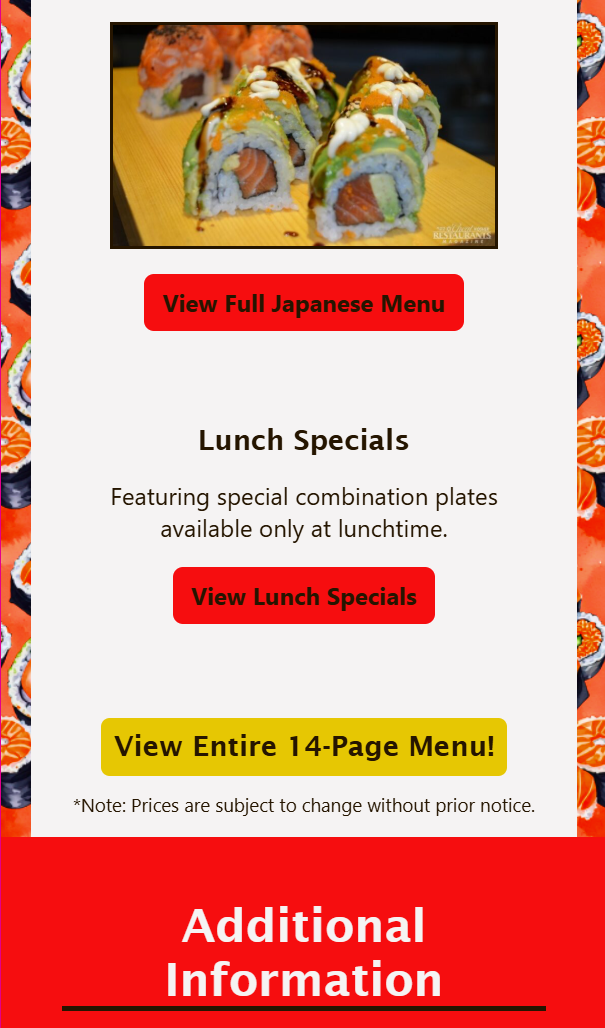 RESTAURANTS
MAGAZINE
View Full Japanese Menu
Lunch Specials
Featuring special combination plates
available only at lunchtime.
View Lunch Specials
View Entire 14-Page Menu!
*Note: Prices are subject to change without prior notice.
Additional
Information